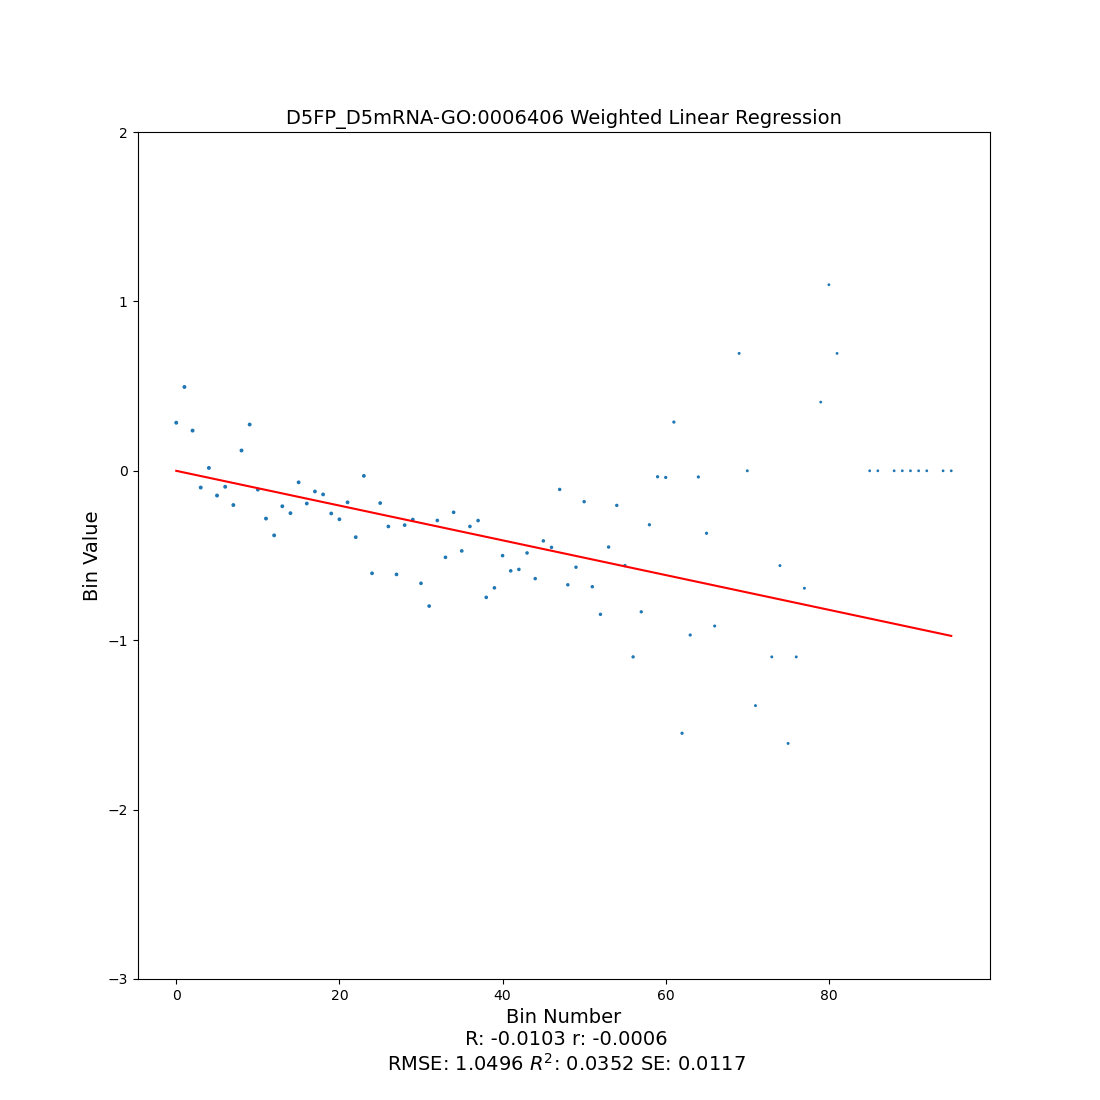 D5FP_D5mRNA-GO:0006406 Weighted Linear Regression
2
1
0
−1
−2
−3
Bin Value
0 20 40 60 80
Bin Number
R: -0.0103 r: -0.0006
RMSE: 1.0496 R²: 0.0352 SE: 0.0117